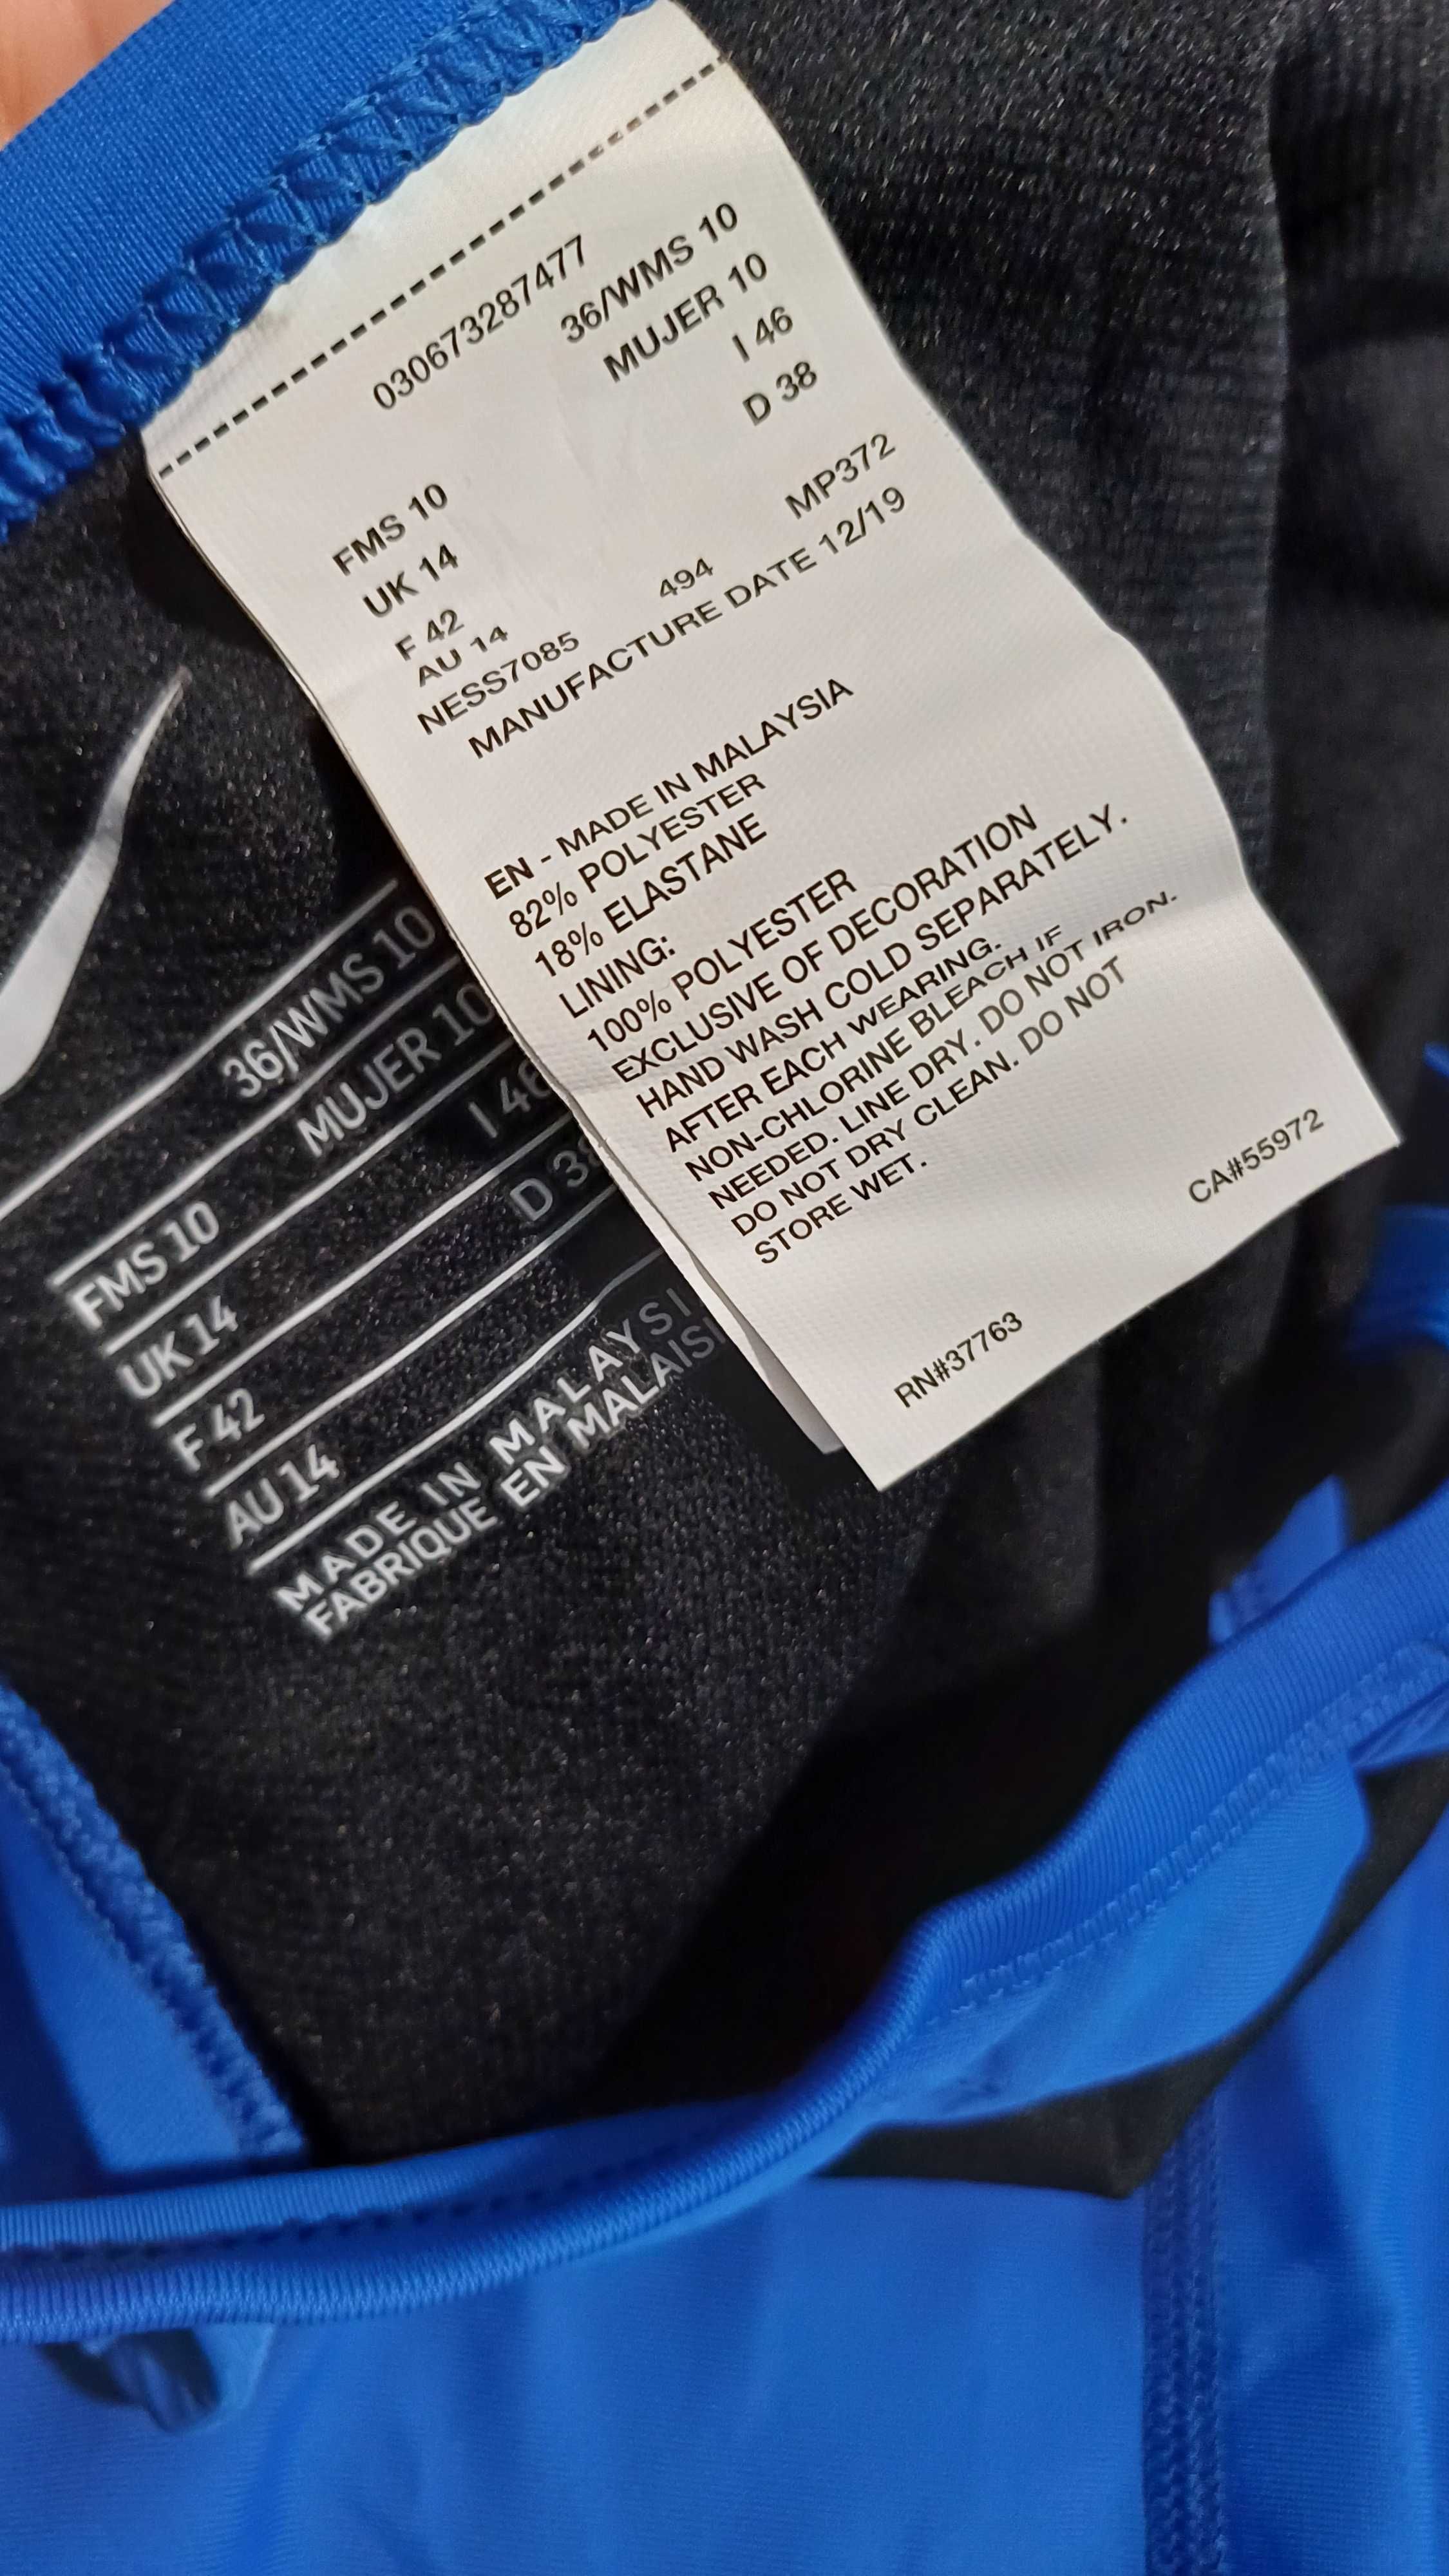 030673287477
36/WMS 10
FMS 10 MUJER 10
UK 14 I 46
F 42 D 38
AU 14
NESS7085 494 MP372
MANUFACTURE DATE 12/19
EN - MADE IN MALAYSIA
82% POLYESTER
18% ELASTANE
LINING:
100% POLYESTER
EXCLUSIVE OF DECORATION
HAND WASH COLD SEPARATELY.
AFTER EACH WEARING.
NON-CHLORINE BLEACH IF
NEEDED. LINE DRY. DO NOT IRON.
DO NOT DRY CLEAN. DO NOT
STORE WET.
RN#37763 CA#55972
36/WMS 10
FMS 10 MUJER 10
UK 14 I 46
F 42 D 38
AU 14
MADE IN MALAYSI
FABRIQUE EN MALAISI